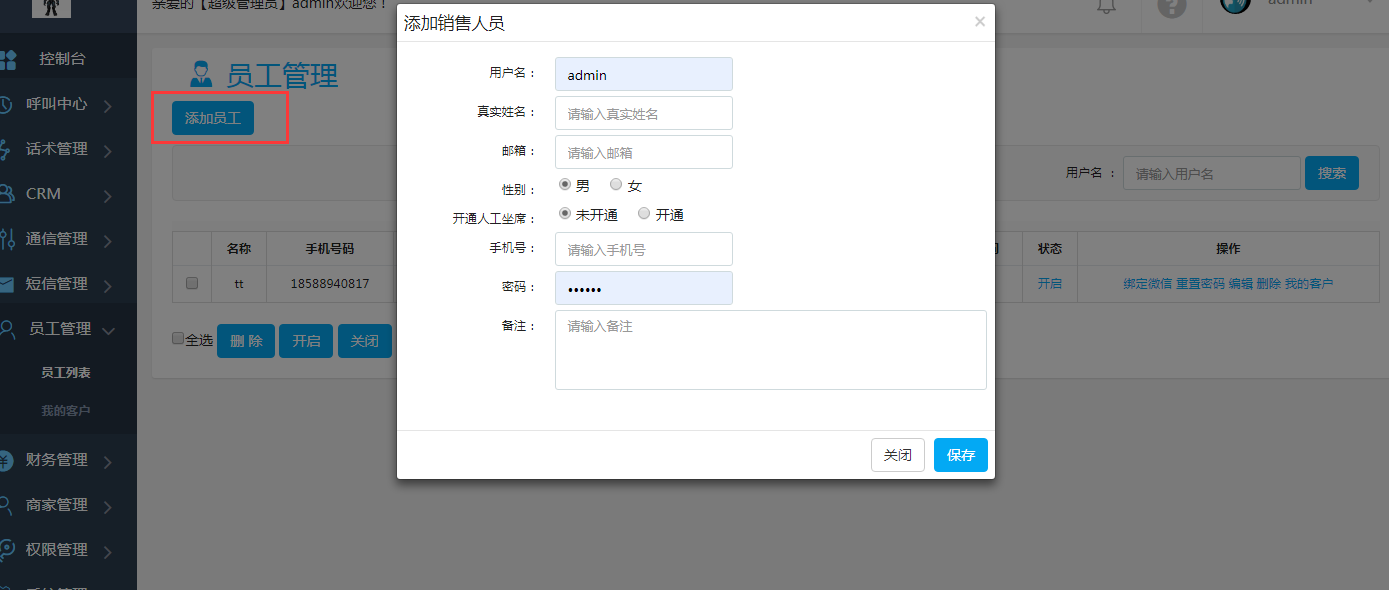 亲爱的【超级管理员】admin欢迎您！
admin
控制台
呼叫中心
话术管理
CRM
通信管理
短信管理
员工管理
员工列表
我的客户
财务管理
商家管理
权限管理
员工管理
添加员工
用户名 ： 请输入用户名 搜索
名称 手机号码 状态 操作
tt 18588940817 开启 绑定微信 重置密码 编辑 删除 我的客户
全选 删 除 开启 关闭
添加销售人员 ×
用户名： admin
真实姓名： 请输入真实姓名
邮箱： 请输入邮箱
性别： 男 女
开通人工坐席： 未开通 开通
手机号： 请输入手机号
密码： ••••••
备注： 请输入备注
关闭 保存